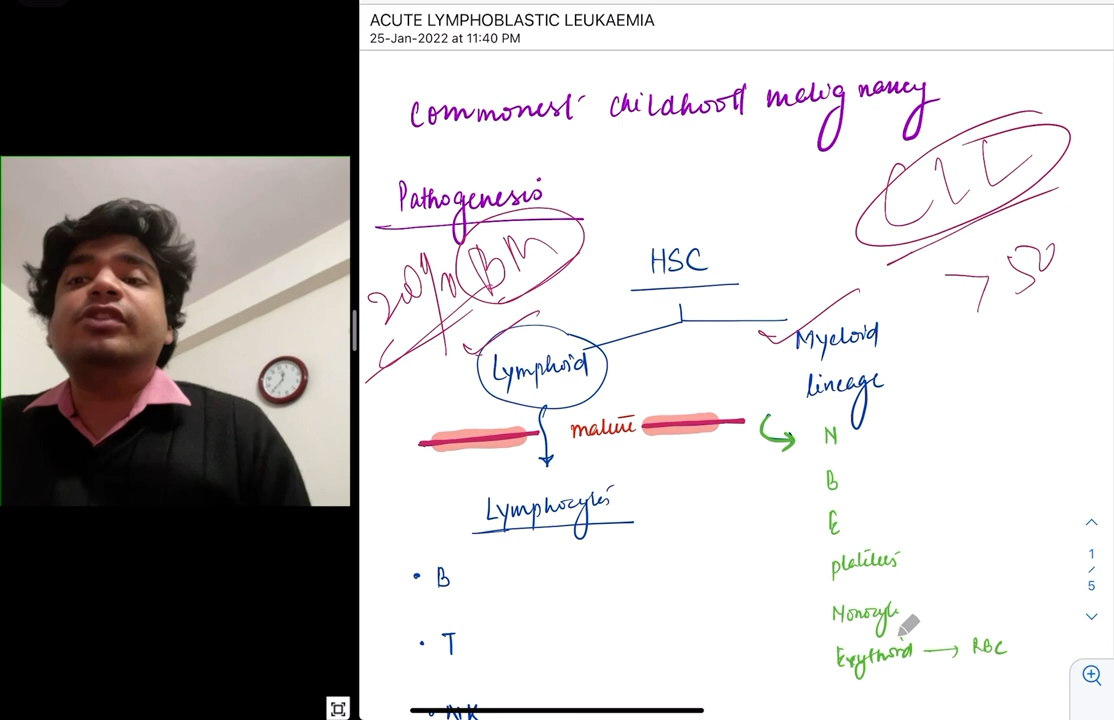 ACUTE LYMPHOBLASTIC LEUKAEMIA
25-Jan-2022 at 11:40 PM
Commonest childhood malignancy
Pathogenesis
CLL
20% BM
HSC
> 50
Lymphoid
Myeloid
lineage
mature
N
B
E
Lymphocytes
platelets
B
Monocyte
T
Erythroid → RBC
NK
1
/
5